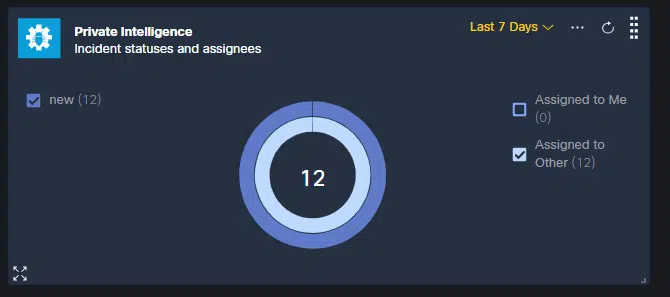 Private Intelligence
Incident statuses and assignees
Last 7 Days
new (12)
12
Assigned to Me
(0)
Assigned to
Other (12)